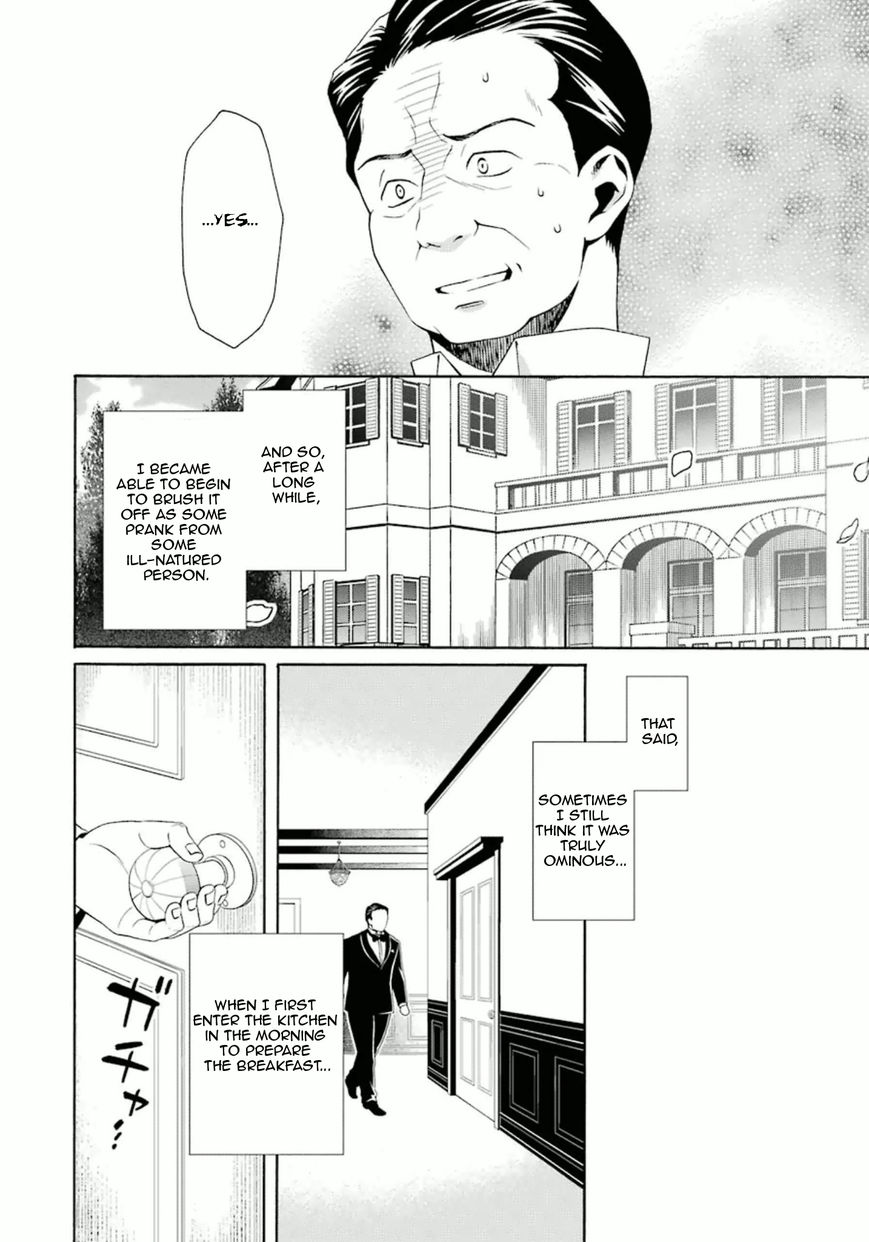 ...YES...
AND SO,
AFTER A
LONG
WHILE,
I BECAME
ABLE TO BEGIN
TO BRUSH IT
OFF AS SOME
PRANK FROM
SOME
ILL-NATURED
PERSON.
THAT
SAID,
SOMETIMES
I STILL
THINK IT WAS
TRULY
OMINOUS...
WHEN I FIRST
ENTER THE KITCHEN
IN THE MORNING
TO PREPARE
THE BREAKFAST...
ガチャ…